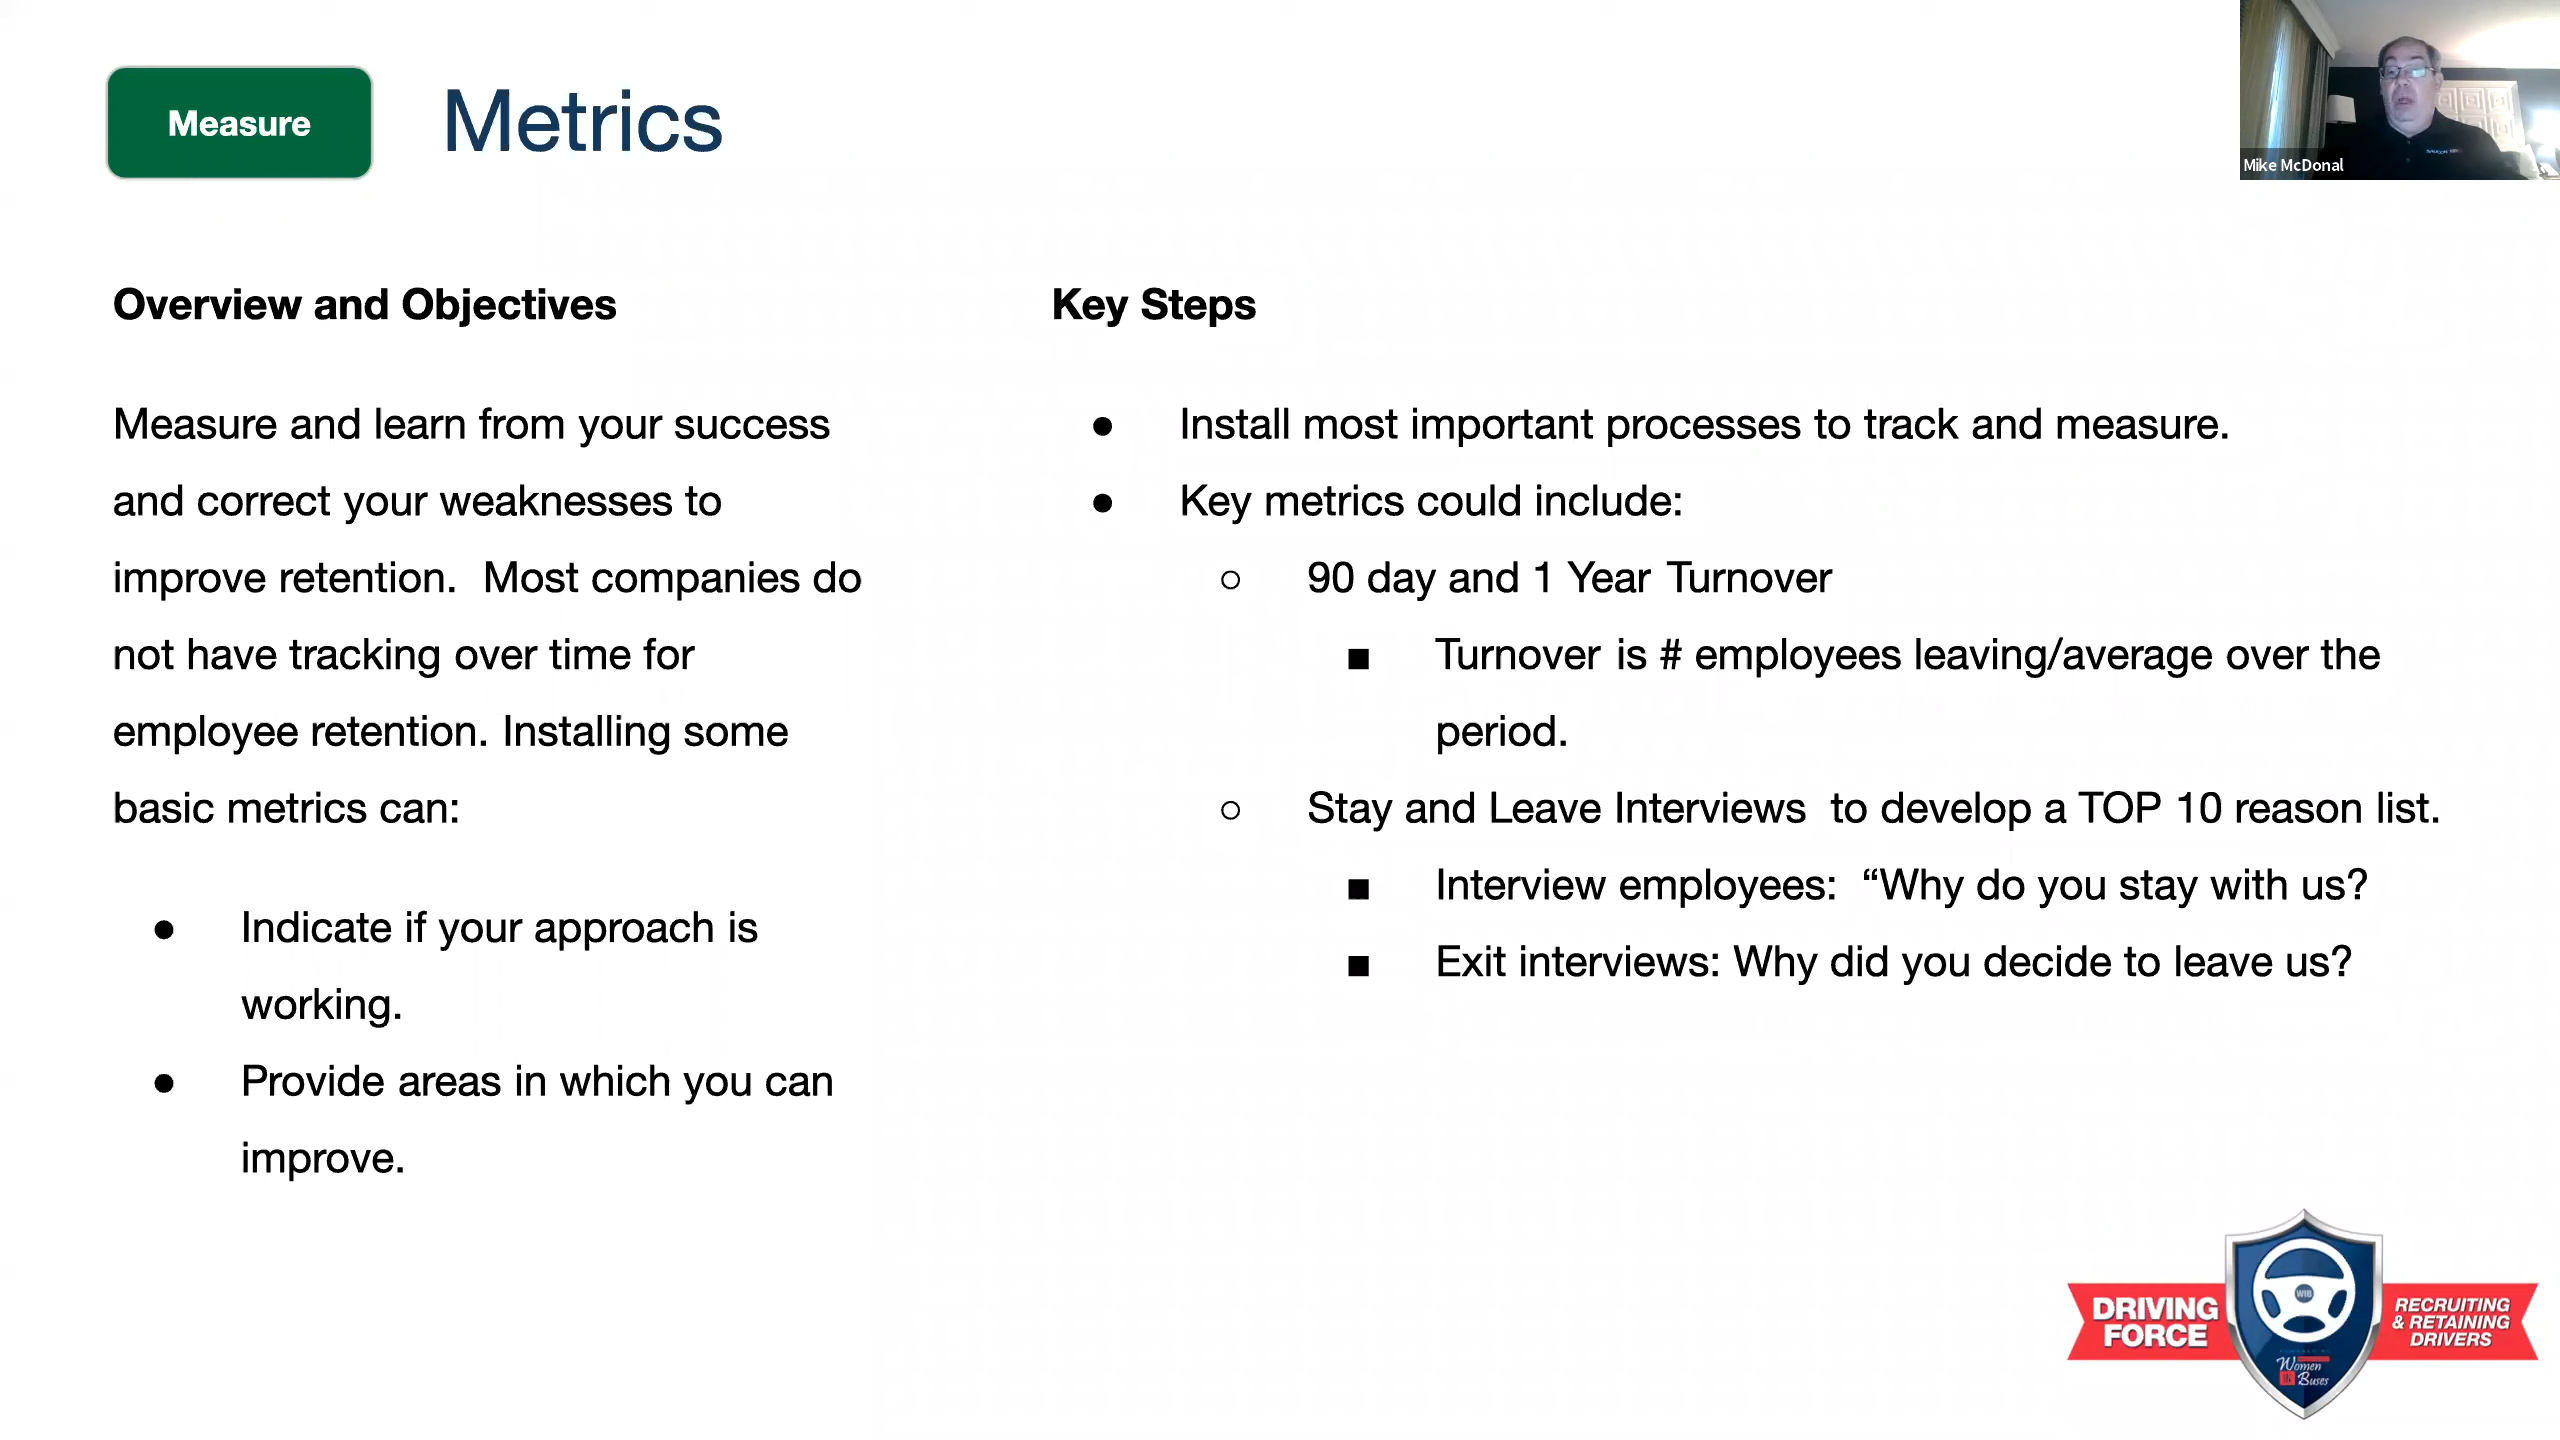 Measure
Metrics
Mike McDonal
Overview and Objectives
Measure and learn from your success
and correct your weaknesses to
improve retention.  Most companies do
not have tracking over time for
employee retention. Installing some
basic metrics can:
● Indicate if your approach is
working.
● Provide areas in which you can
improve.
Key Steps
● Install most important processes to track and measure.
● Key metrics could include:
○ 90 day and 1 Year Turnover
■ Turnover is # employees leaving/average over the
period.
○ Stay and Leave Interviews  to develop a TOP 10 reason list.
■ Interview employees:  “Why do you stay with us?
■ Exit interviews: Why did you decide to leave us?
DRIVING
FORCE
WIB
Women
IN Buses
RECRUITING
& RETAINING
DRIVERS